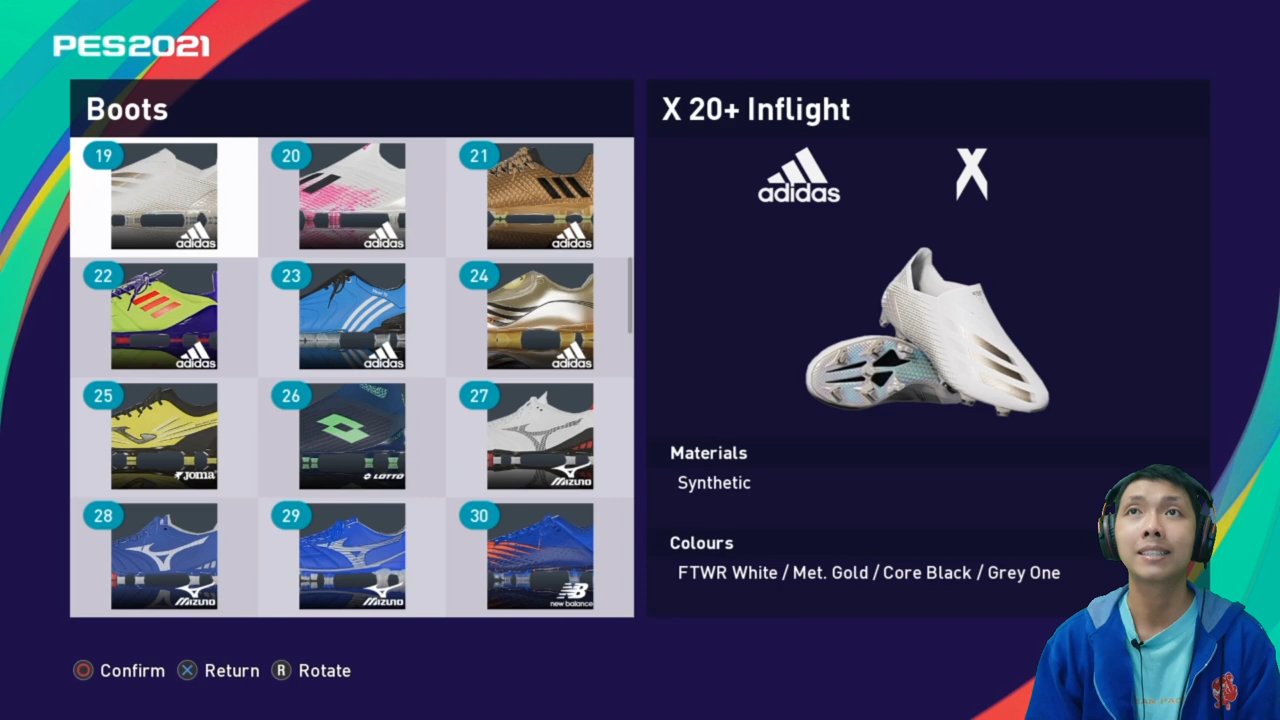 PES2021
Boots
X 20+ Inflight
19
20
21
adidas
adidas
adidas
adidas
22
23
24
adidas
adidas
adidas
25
26
27
Joma
LOTTO
MIZUNO
28
29
30
MIZUNO
MIZUNO
new balance
Materials
Synthetic
Colours
FTWR White / Met. Gold / Core Black / Grey One
Confirm
Return
R Rotate